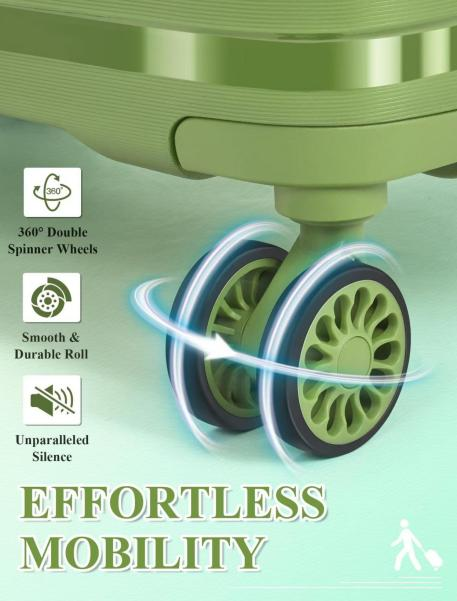 360°
360° Double
Spinner Wheels
Smooth &
Durable Roll
Unparalleled
Silence
EFFORTLESS
MOBILITY